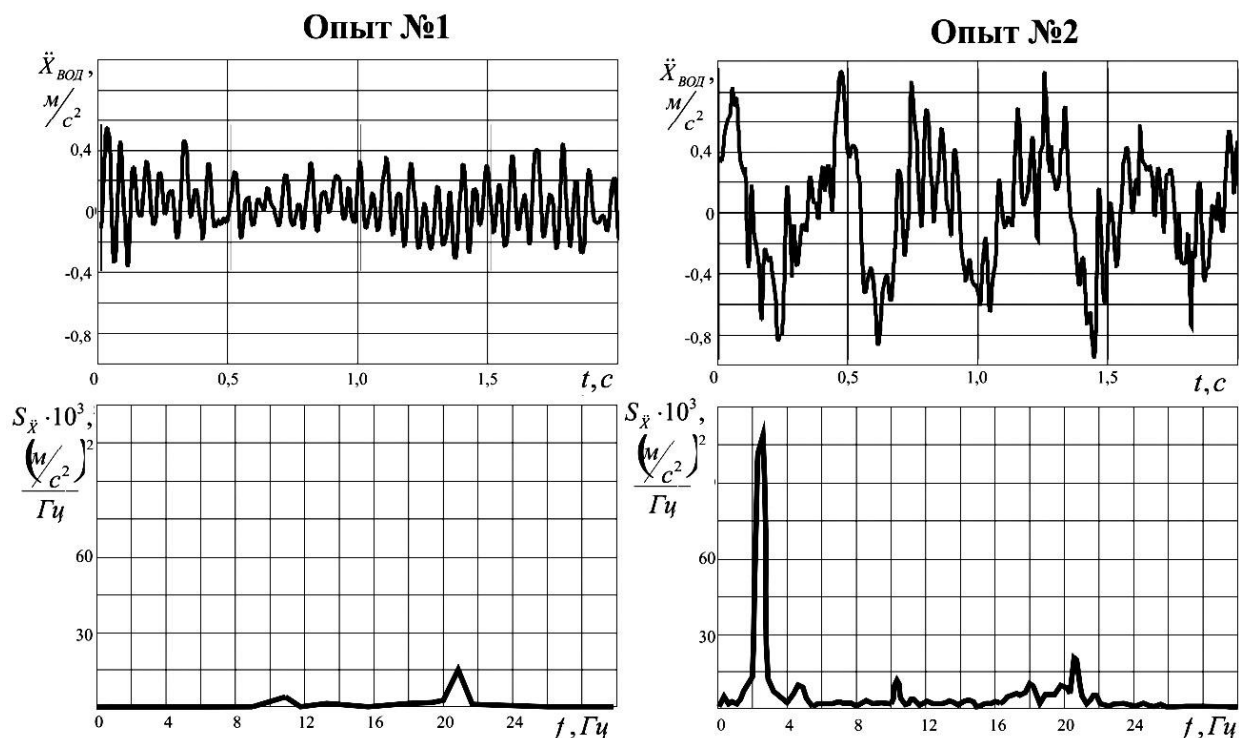 Опыт №1
Ẍ_ВОД,
м/с²
0,4
0
-0,4
-0,8
0 0,5 1,0 1,5 t, c
Опыт №2
Ẍ_ВОД,
м/с²
0,4
0
-0,4
-0,8
0 0,5 1,0 1,5 t, c
S_Ẍ · 10³,
(м/с²)²
Гц
60
30
0 4 8 12 16 20 24 f, Гц
S_Ẍ · 10³,
(м/с²)²
Гц
60
30
0 4 8 12 16 20 24 f, Гц